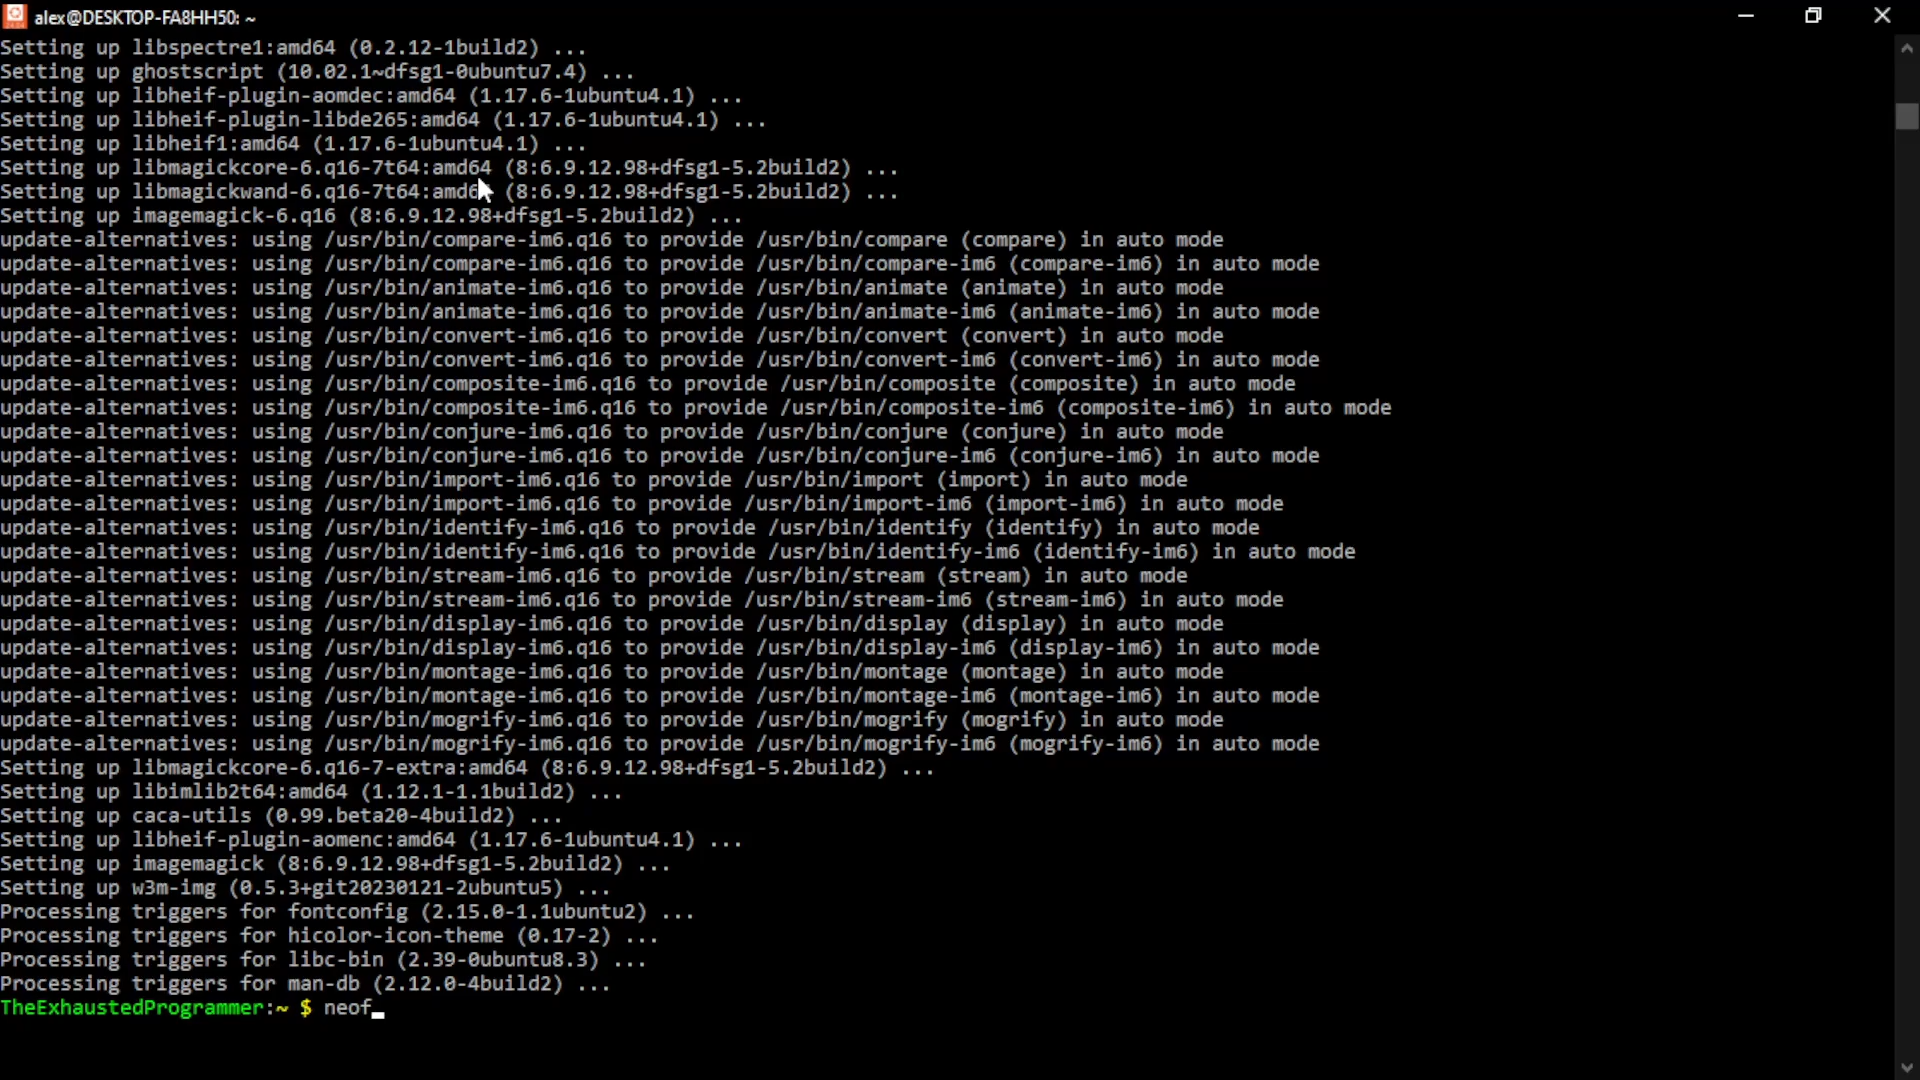 alex@DESKTOP-FA8HH50: ~
Setting up libspectre1:amd64 (0.2.12-1build2) ...
Setting up ghostscript (10.02.1~dfsg1-0ubuntu7.4) ...
Setting up libheif-plugin-aomdec:amd64 (1.17.6-1ubuntu4.1) ...
Setting up libheif-plugin-libde265:amd64 (1.17.6-1ubuntu4.1) ...
Setting up libheif1:amd64 (1.17.6-1ubuntu4.1) ...
Setting up libmagickcore-6.q16-7t64:amd64 (8:6.9.12.98+dfsg1-5.2build2) ...
Setting up libmagickwand-6.q16-7t64:amd64 (8:6.9.12.98+dfsg1-5.2build2) ...
Setting up imagemagick-6.q16 (8:6.9.12.98+dfsg1-5.2build2) ...
update-alternatives: using /usr/bin/compare-im6.q16 to provide /usr/bin/compare (compare) in auto mode
update-alternatives: using /usr/bin/compare-im6.q16 to provide /usr/bin/compare-im6 (compare-im6) in auto mode
update-alternatives: using /usr/bin/animate-im6.q16 to provide /usr/bin/animate (animate) in auto mode
update-alternatives: using /usr/bin/animate-im6.q16 to provide /usr/bin/animate-im6 (animate-im6) in auto mode
update-alternatives: using /usr/bin/convert-im6.q16 to provide /usr/bin/convert (convert) in auto mode
update-alternatives: using /usr/bin/convert-im6.q16 to provide /usr/bin/convert-im6 (convert-im6) in auto mode
update-alternatives: using /usr/bin/composite-im6.q16 to provide /usr/bin/composite (composite) in auto mode
update-alternatives: using /usr/bin/composite-im6.q16 to provide /usr/bin/composite-im6 (composite-im6) in auto mode
update-alternatives: using /usr/bin/conjure-im6.q16 to provide /usr/bin/conjure (conjure) in auto mode
update-alternatives: using /usr/bin/conjure-im6.q16 to provide /usr/bin/conjure-im6 (conjure-im6) in auto mode
update-alternatives: using /usr/bin/import-im6.q16 to provide /usr/bin/import (import) in auto mode
update-alternatives: using /usr/bin/import-im6.q16 to provide /usr/bin/import-im6 (import-im6) in auto mode
update-alternatives: using /usr/bin/identify-im6.q16 to provide /usr/bin/identify (identify) in auto mode
update-alternatives: using /usr/bin/identify-im6.q16 to provide /usr/bin/identify-im6 (identify-im6) in auto mode
update-alternatives: using /usr/bin/stream-im6.q16 to provide /usr/bin/stream (stream) in auto mode
update-alternatives: using /usr/bin/stream-im6.q16 to provide /usr/bin/stream-im6 (stream-im6) in auto mode
update-alternatives: using /usr/bin/display-im6.q16 to provide /usr/bin/display (display) in auto mode
update-alternatives: using /usr/bin/display-im6.q16 to provide /usr/bin/display-im6 (display-im6) in auto mode
update-alternatives: using /usr/bin/montage-im6.q16 to provide /usr/bin/montage (montage) in auto mode
update-alternatives: using /usr/bin/montage-im6.q16 to provide /usr/bin/montage-im6 (montage-im6) in auto mode
update-alternatives: using /usr/bin/mogrify-im6.q16 to provide /usr/bin/mogrify (mogrify) in auto mode
update-alternatives: using /usr/bin/mogrify-im6.q16 to provide /usr/bin/mogrify-im6 (mogrify-im6) in auto mode
Setting up libmagickcore-6.q16-7-extra:amd64 (8:6.9.12.98+dfsg1-5.2build2) ...
Setting up libimlib2t64:amd64 (1.12.1-1.1build2) ...
Setting up caca-utils (0.99.beta20-4build2) ...
Setting up libheif-plugin-aomenc:amd64 (1.17.6-1ubuntu4.1) ...
Setting up imagemagick (8:6.9.12.98+dfsg1-5.2build2) ...
Setting up w3m-img (0.5.3+git20230121-2ubuntu5) ...
Processing triggers for fontconfig (2.15.0-1.1ubuntu2) ...
Processing triggers for hicolor-icon-theme (0.17-2) ...
Processing triggers for libc-bin (2.39-0ubuntu8.3) ...
Processing triggers for man-db (2.12.0-4build2) ...
TheExhaustedProgrammer:~ $ neof_